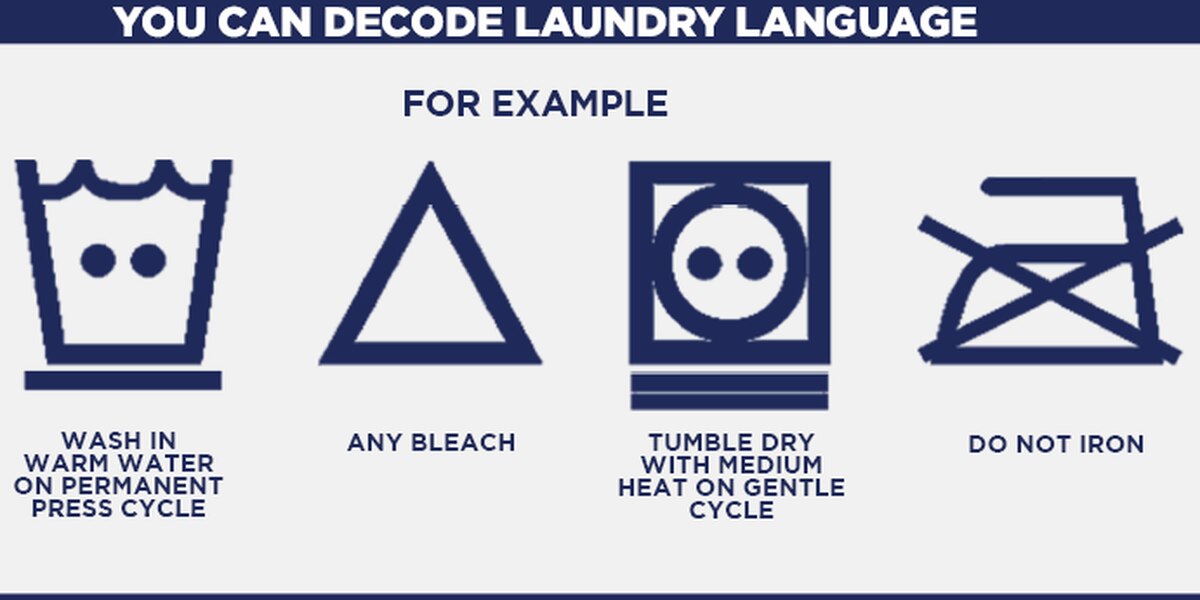 YOU CAN DECODE LAUNDRY LANGUAGE
FOR EXAMPLE
WASH IN
WARM WATER
ON PERMANENT
PRESS CYCLE
ANY BLEACH
TUMBLE DRY
WITH MEDIUM
HEAT ON GENTLE
CYCLE
DO NOT IRON